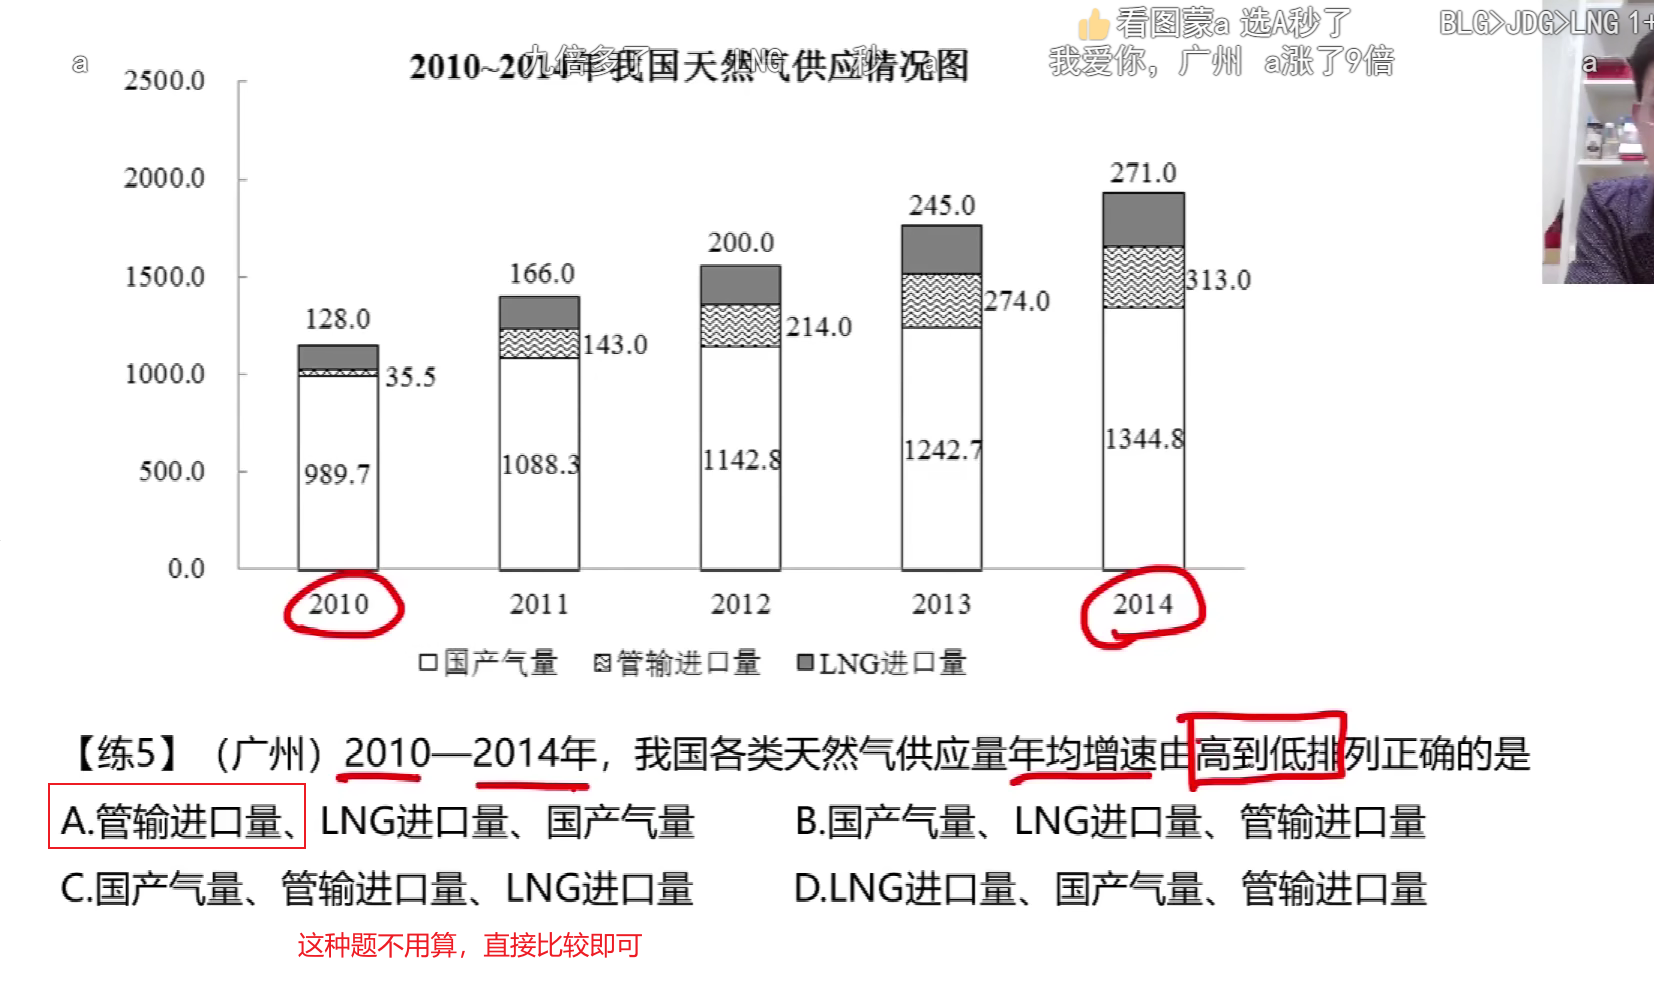 看图蒙a 选A秒了
BLG>JDG>LNG 1+
a
2010~2014年我国天然气供应情况图
我爱你，广州 a涨了9倍
a
2500.0
2000.0
1500.0
1000.0
500.0
0.0
128.0
35.5
989.7
166.0
143.0
1088.3
200.0
214.0
1142.8
245.0
274.0
1242.7
271.0
313.0
1344.8
2010 2011 2012 2013 2014
国产气量 管输进口量 LNG进口量
【练5】（广州）2010—2014年，我国各类天然气供应量年均增速由高到低排列正确的是
A.管输进口量、LNG进口量、国产气量 B.国产气量、LNG进口量、管输进口量
C.国产气量、管输进口量、LNG进口量 D.LNG进口量、国产气量、管输进口量
这种题不用算，直接比较即可